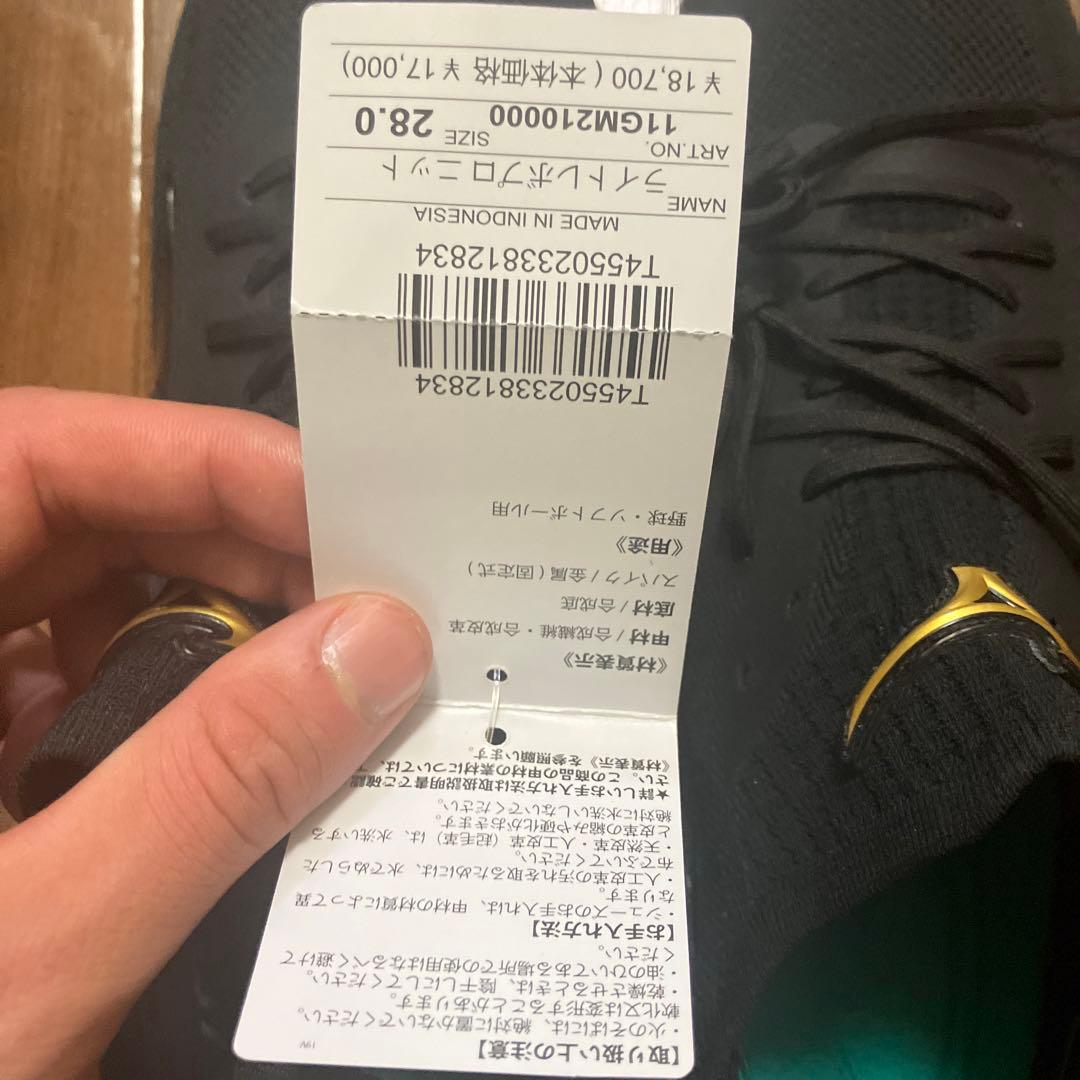 【取り扱い上の注意】
・火のそばには、絶対に置かないでください。
軟化又は変形することがあります。
・乾燥させるときは、陰干しにしてください。
・油のひいてある場所での使用はなるべく避けて
ください。
【お手入れ方法】
・シューズのお手入れは、甲材の材質によって異
なります。
・人工皮革の汚れを取るためには、水でぬらした
布でふいてください。
・天然皮革・人工皮革（起毛革）は、水洗いする
と皮革の縮みや硬化がおきます。
絶対に水洗いしないでください。
★詳しいお手入れ方法は取扱説明書でご確認
さい。この商品の甲材の素材については、
《材質表示》を参照願います。
《材質表示》
甲材 / 合成繊維・合成皮革
底材 / 合成底
スパイク / 金属 ( 固定式 )
《用途》
野球・ソフトボール用
T4550233812834
T4550233812834
MADE IN INDONESIA
NAME ライトレボプロ ニット
ART.NO. 11GM210000 SIZE 28.0
¥ 18,700 ( 本体価格 ¥ 17,000)